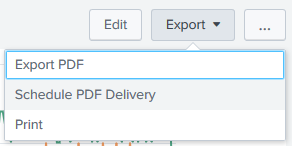 Edit Export ...
Export PDF
Schedule PDF Delivery
Print